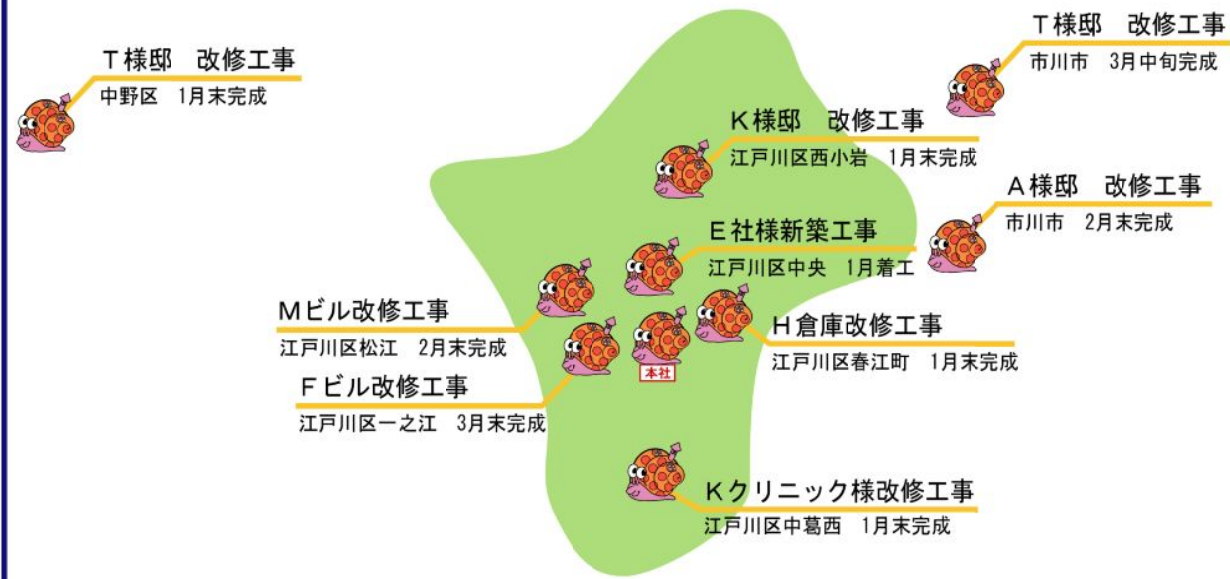 T様邸　改修工事
中野区　1月末完成
T様邸　改修工事
市川市　3月中旬完成
K様邸　改修工事
江戸川区西小岩　1月末完成
A様邸　改修工事
市川市　2月末完成
E社様新築工事
江戸川区中央　1月着工
Mビル改修工事
江戸川区松江　2月末完成
H倉庫改修工事
江戸川区春江町　1月末完成
本社
Fビル改修工事
江戸川区一之江　3月末完成
Kクリニック様改修工事
江戸川区中葛西　1月末完成